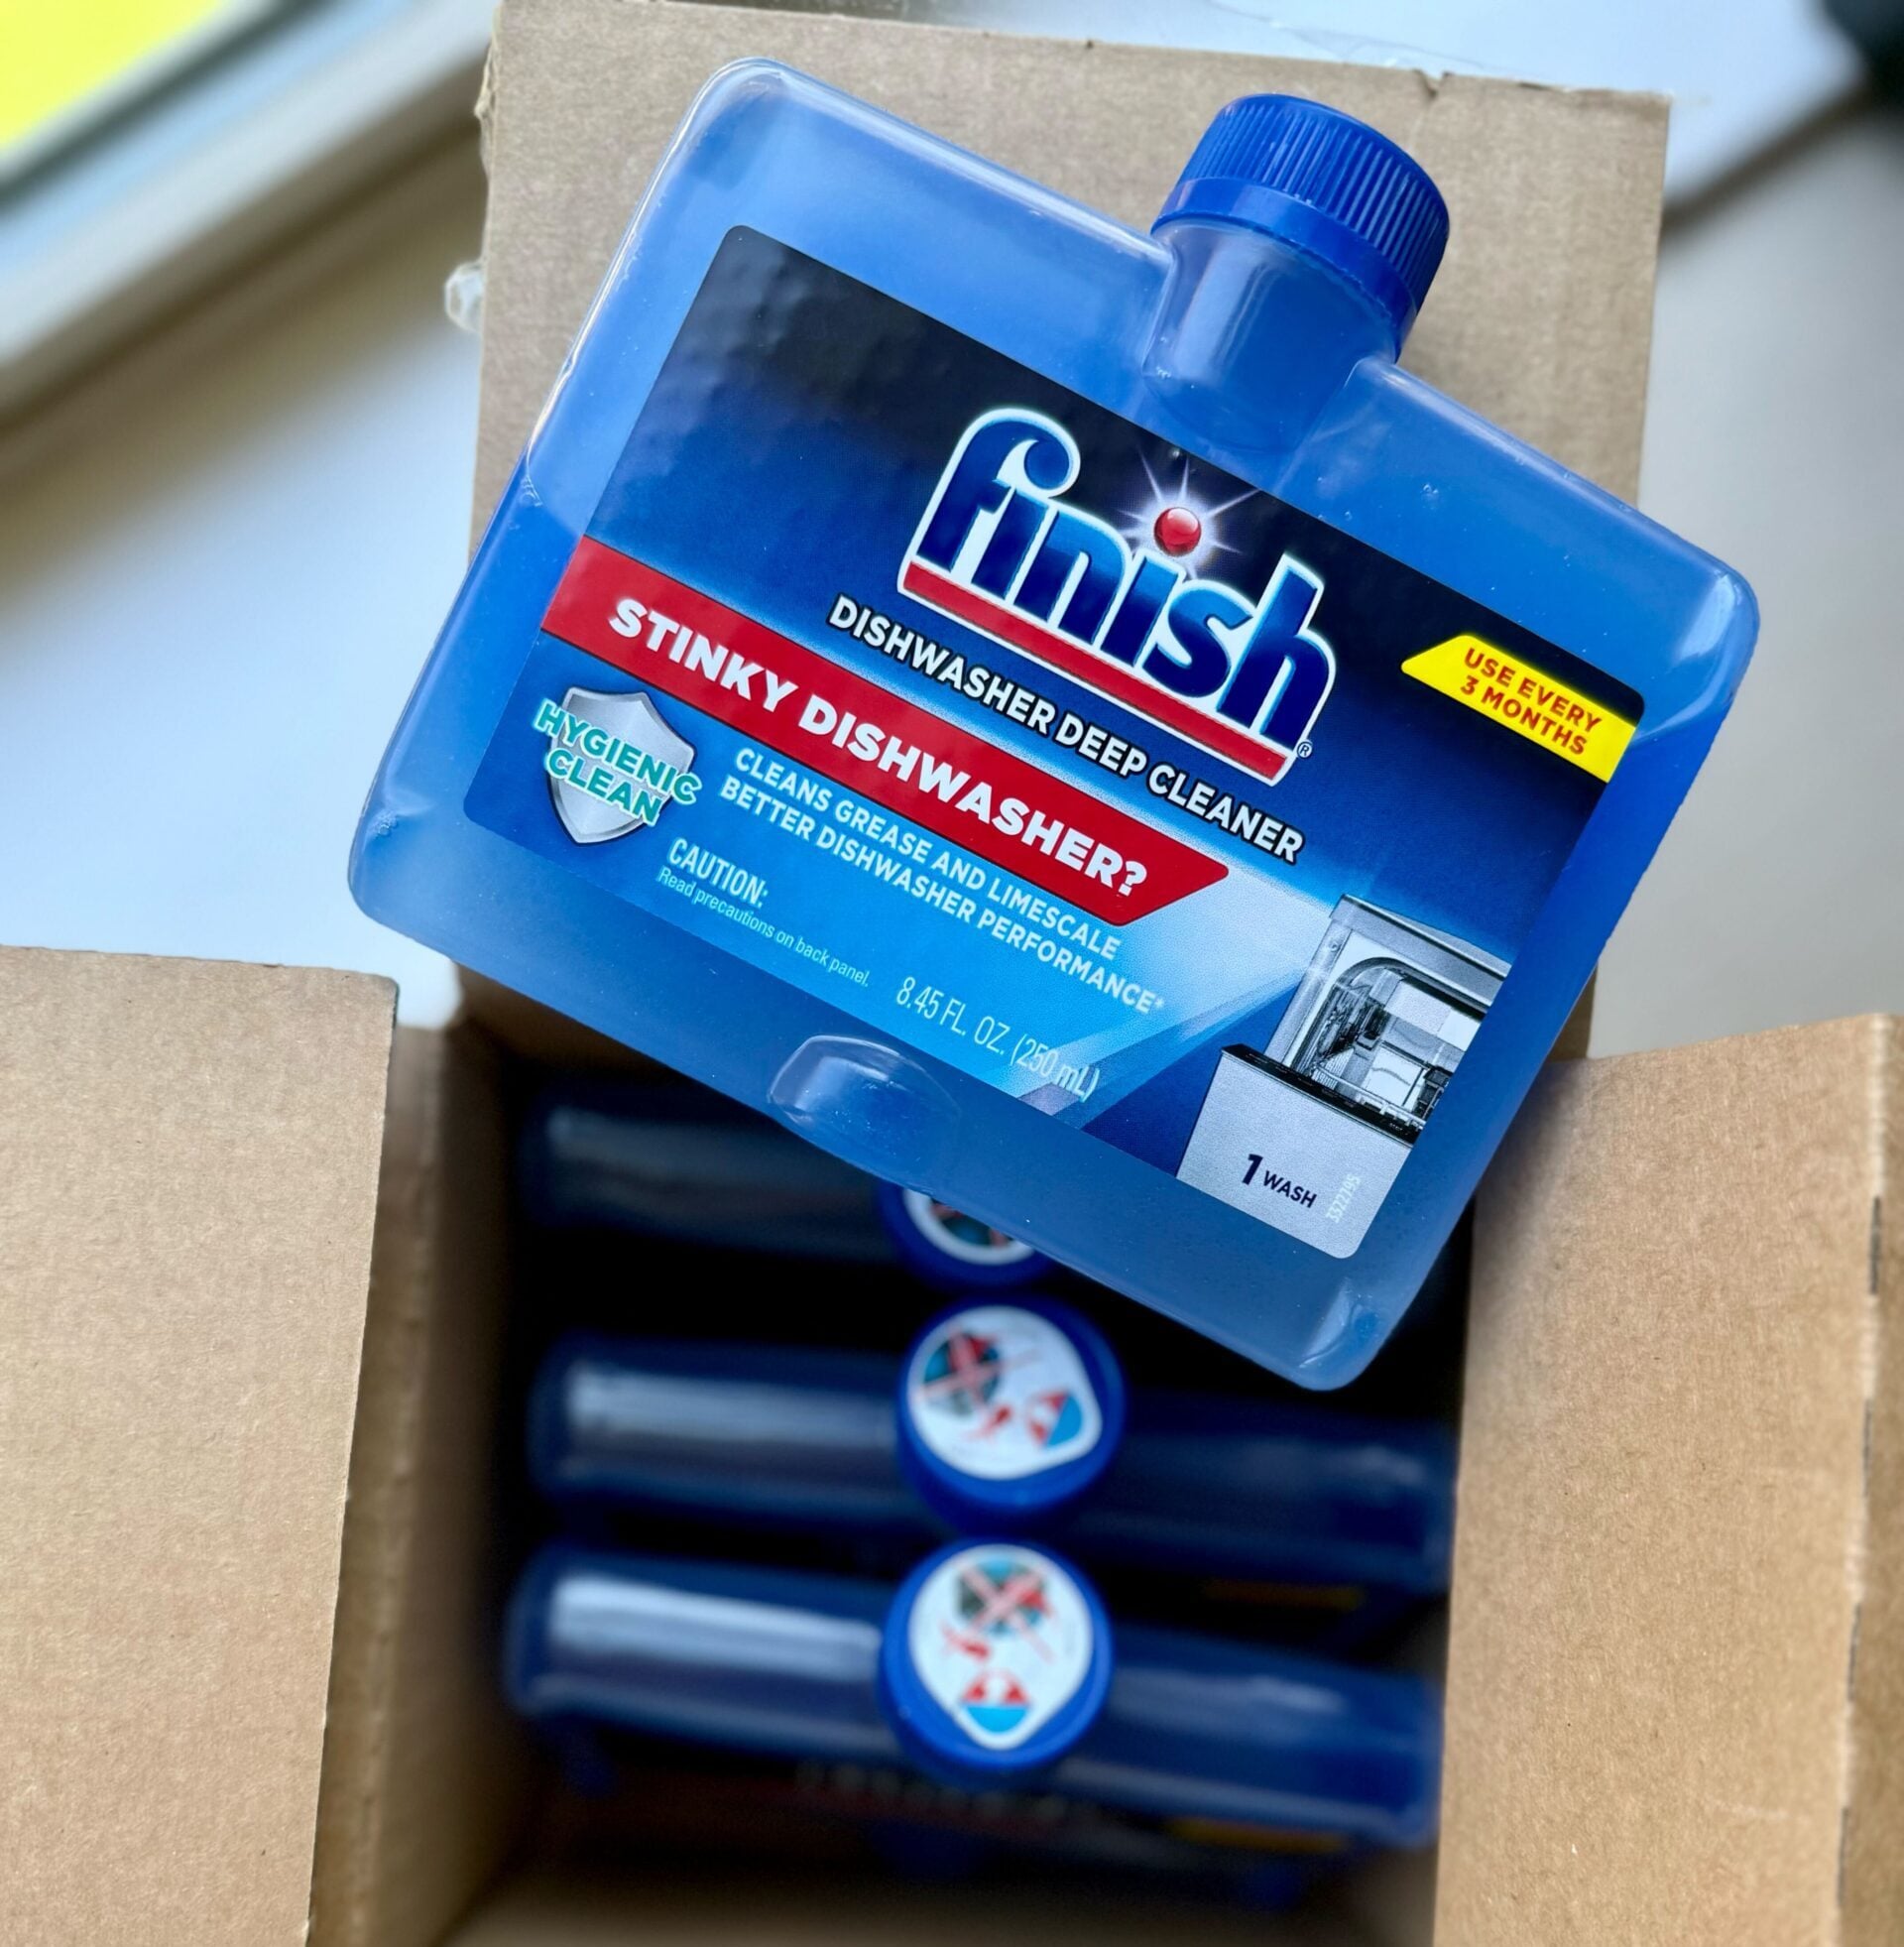 finish®
DISHWASHER DEEP CLEANER
USE EVERY
3 MONTHS
STINKY DISHWASHER?
HYGIENIC
CLEAN
CLEANS GREASE AND LIMESCALE
BETTER DISHWASHER PERFORMANCE*
CAUTION:
Read precautions on back panel.
8.45 FL. OZ. (250 mL)
1 WASH
3322795